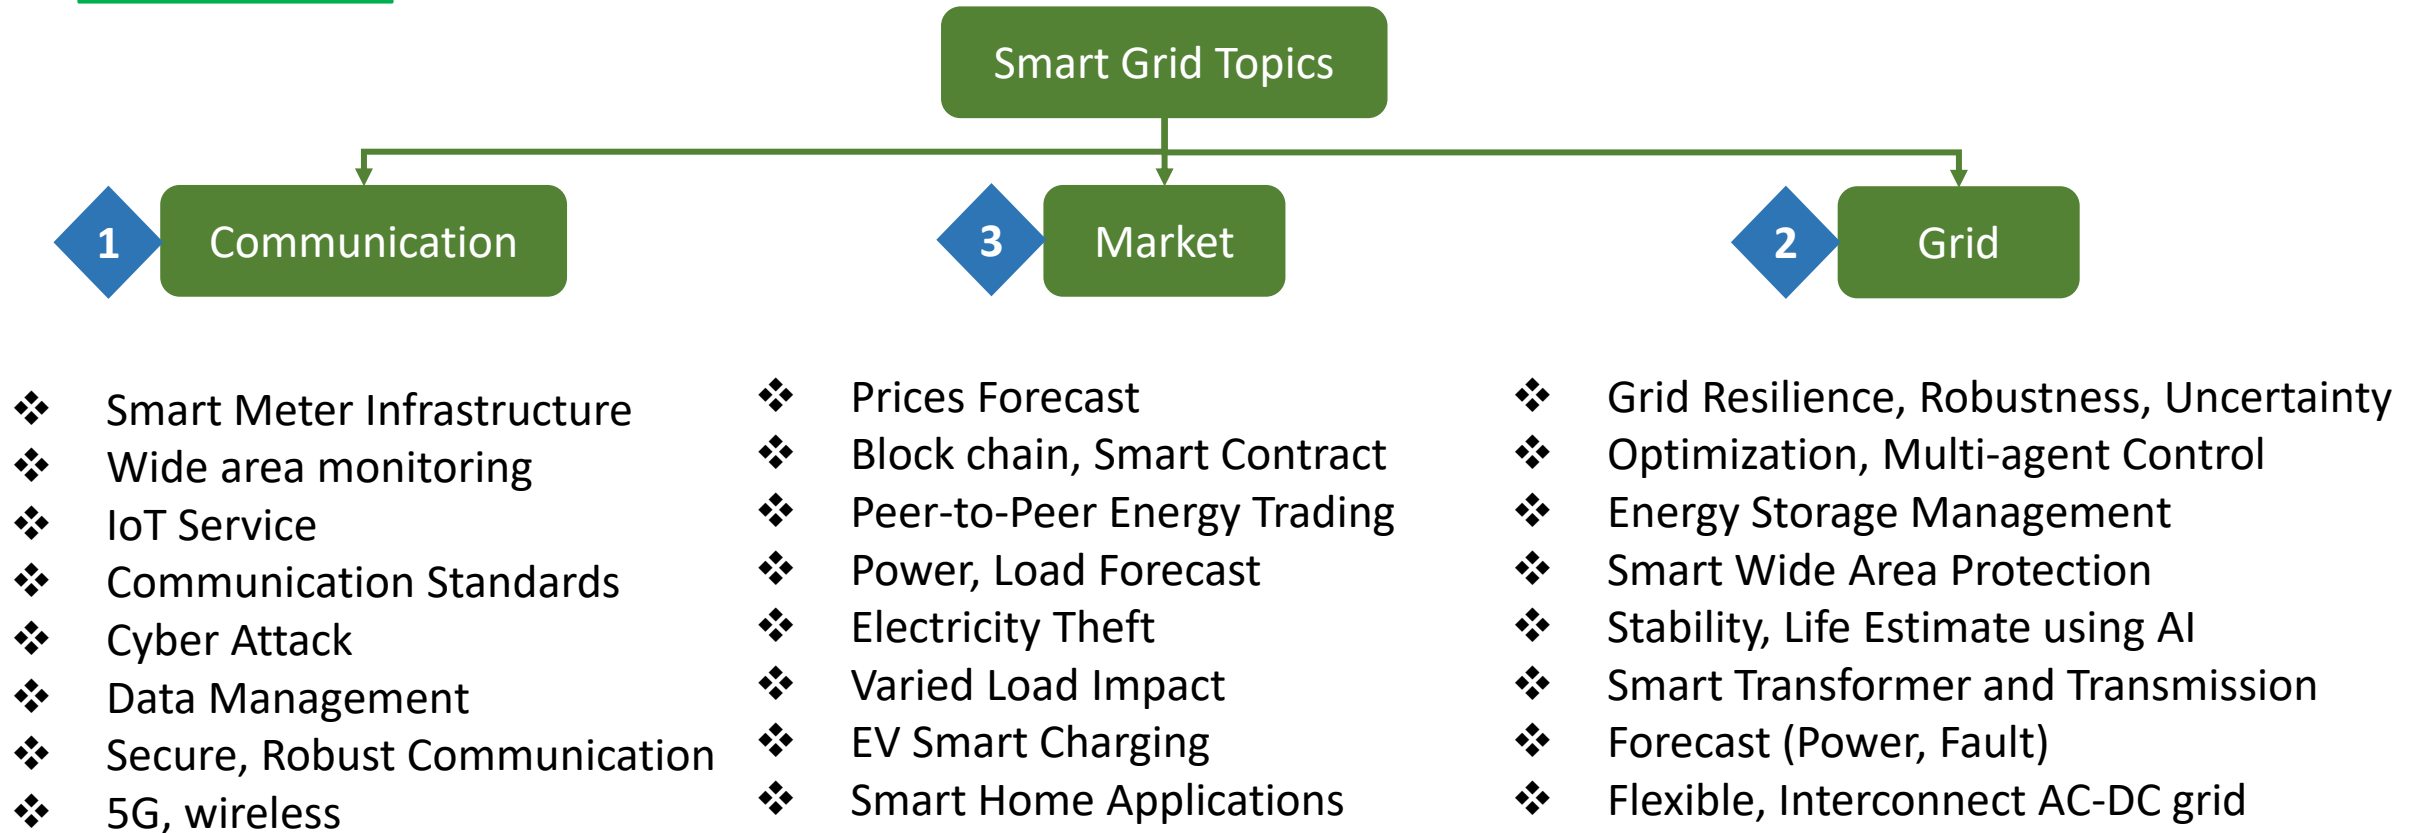 Smart Grid Topics
1
Communication
3
Market
2
Grid
❖ Smart Meter Infrastructure
❖ Wide area monitoring
❖ IoT Service
❖ Communication Standards
❖ Cyber Attack
❖ Data Management
❖ Secure, Robust Communication
❖ 5G, wireless
❖ Prices Forecast
❖ Block chain, Smart Contract
❖ Peer-to-Peer Energy Trading
❖ Power, Load Forecast
❖ Electricity Theft
❖ Varied Load Impact
❖ EV Smart Charging
❖ Smart Home Applications
❖ Grid Resilience, Robustness, Uncertainty
❖ Optimization, Multi-agent Control
❖ Energy Storage Management
❖ Smart Wide Area Protection
❖ Stability, Life Estimate using AI
❖ Smart Transformer and Transmission
❖ Forecast (Power, Fault)
❖ Flexible, Interconnect AC-DC grid